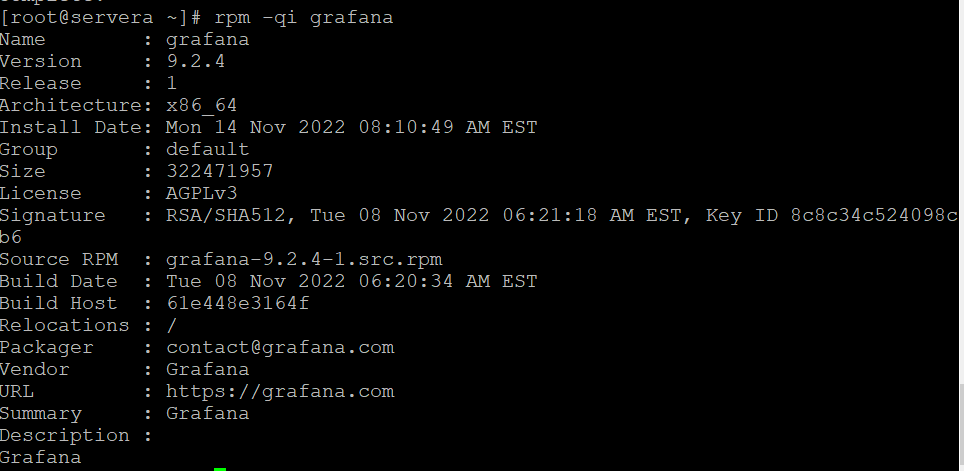 [root@servera ~]# rpm -qi grafana
Name        : grafana
Version     : 9.2.4
Release     : 1
Architecture: x86_64
Install Date: Mon 14 Nov 2022 08:10:49 AM EST
Group       : default
Size        : 322471957
License     : AGPLv3
Signature   : RSA/SHA512, Tue 08 Nov 2022 06:21:18 AM EST, Key ID 8c8c34c524098c
b6
Source RPM  : grafana-9.2.4-1.src.rpm
Build Date  : Tue 08 Nov 2022 06:20:34 AM EST
Build Host  : 61e448e3164f
Relocations : /
Packager    : contact@grafana.com
Vendor      : Grafana
URL         : https://grafana.com
Summary     : Grafana
Description :
Grafana